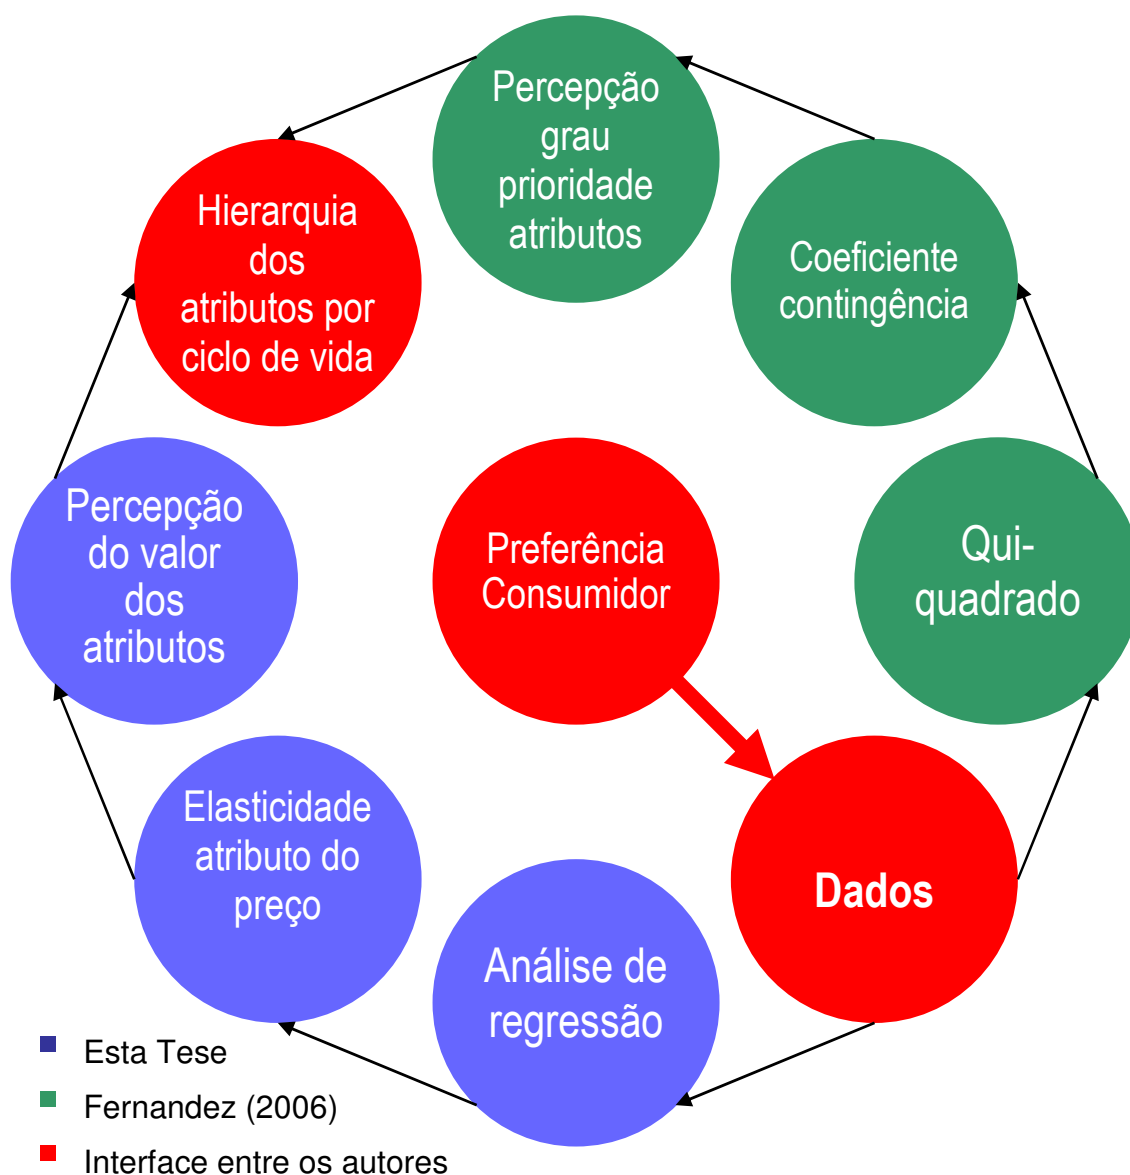 Percepção
grau
prioridade
atributos
Hierarquia
dos
atributos por
ciclo de vida
Coeficiente
contingência
Percepção
do valor
dos
atributos
Preferência
Consumidor
Qui-
quadrado
Elasticidade
atributo do
preço
Dados
Análise de
regressão
Esta Tese
Fernandez (2006)
Interface entre os autores